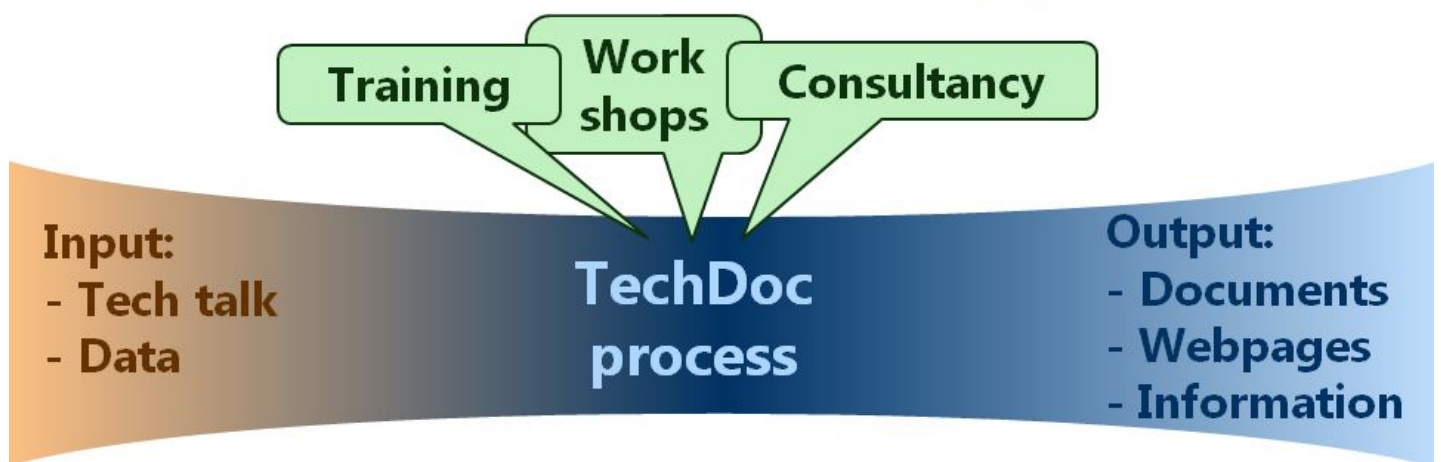 Training
Work
shops
Consultancy
Input:
- Tech talk
- Data
TechDoc
process
Output:
- Documents
- Webpages
- Information